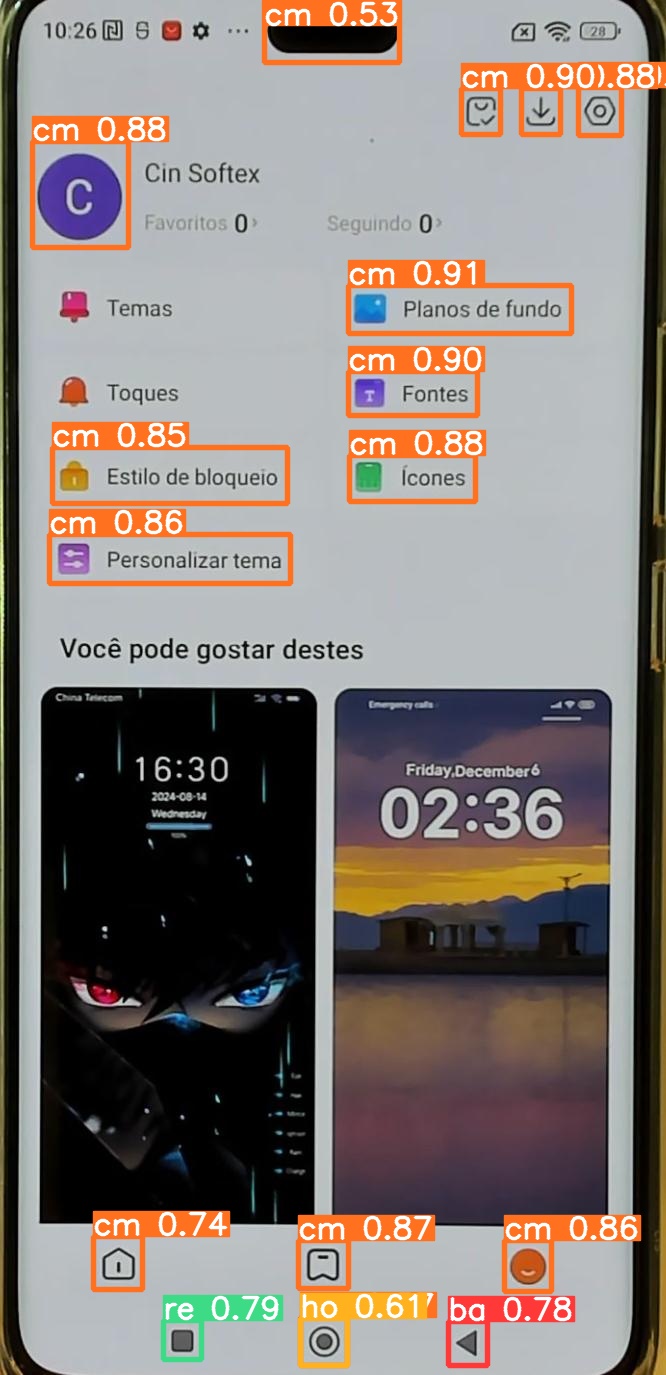 cm 0.53
10:26
28
cm 0.90 0.88
cm 0.88
C
Cin Softex
Favoritos 0 Seguindo 0
cm 0.91
Temas Planos de fundo
cm 0.90
Toques Fontes
cm 0.85 cm 0.88
Estilo de bloqueio Ícones
cm 0.86
Personalizar tema
Você pode gostar destes
China Telecom Emergency calls
16:30
2024-08-14
Wednesday
100%
Friday,December6
02:36
cm 0.74 cm 0.87 cm 0.86
re 0.79 ho 0.61 ba 0.78